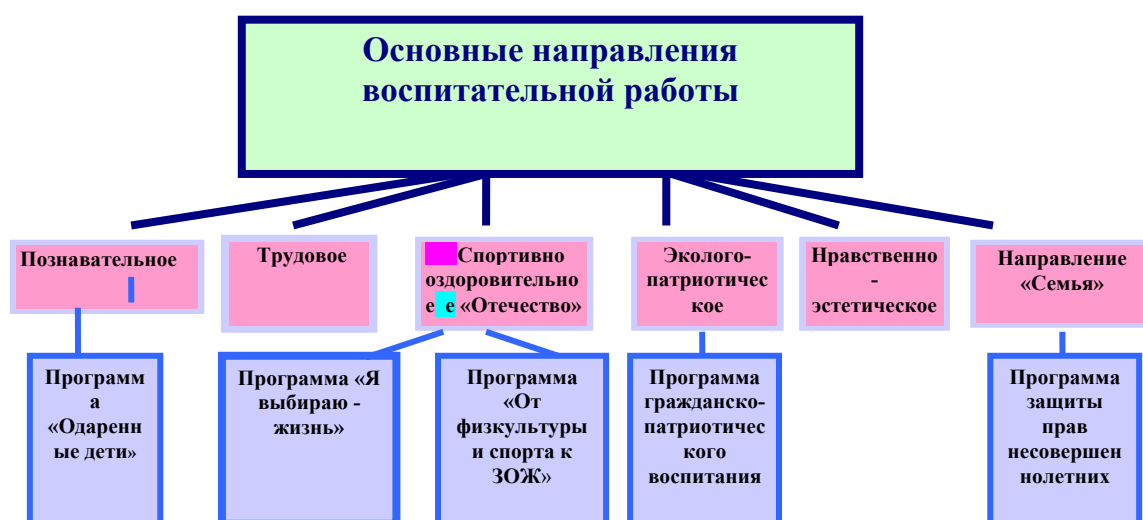 Основные направления
воспитательной работы
Познавательное
Трудовое
Спортивно
оздоровительно
е е «Отечество»
Эколого-
патриотичес
кое
Нравственно
-
эстетическое
Направление
«Семья»
Программ
а
«Одаренн
ые дети»
Программа «Я
выбираю -
жизнь»
Программа
«От
физкультуры
и спорта к
ЗОЖ»
Программа
гражданско-
патриотичес
кого
воспитания
Программа
защиты
прав
несовершен
нолетних